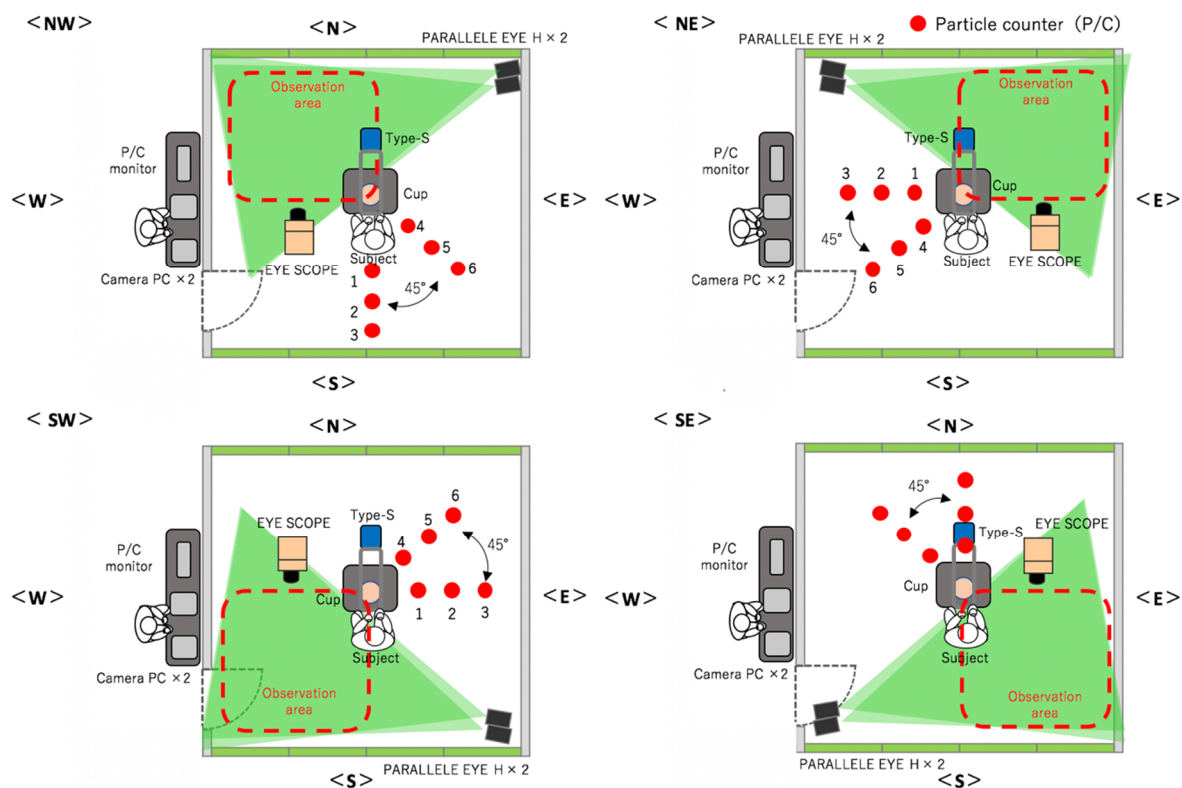 < NW >
< N >
PARALLELE EYE H × 2
Observation
area
Type-S
P/C
monitor
Cup
< W >
< E >
4
5
6
Subject
EYE SCOPE
1
Camera PC ×2
45°
2
3
< S >
< NE >
Particle counter (P/C)
< N >
PARALLELE EYE H × 2
Observation
area
Type-S
P/C
monitor
3
2
1
Cup
< W >
< E >
45°
4
5
6
Subject
EYE SCOPE
Camera PC ×2
< S >
< SW >
< N >
6
Type-S
EYE SCOPE
5
45°
4
P/C
monitor
Cup
1
2
3
< W >
< E >
Subject
Camera PC ×2
Observation
area
PARALLELE EYE H × 2
< S >
< SE >
< N >
45°
Type-S
EYE SCOPE
P/C
monitor
Cup
< W >
< E >
Subject
Camera PC ×2
Observation
area
PARALLELE EYE H × 2
< S >